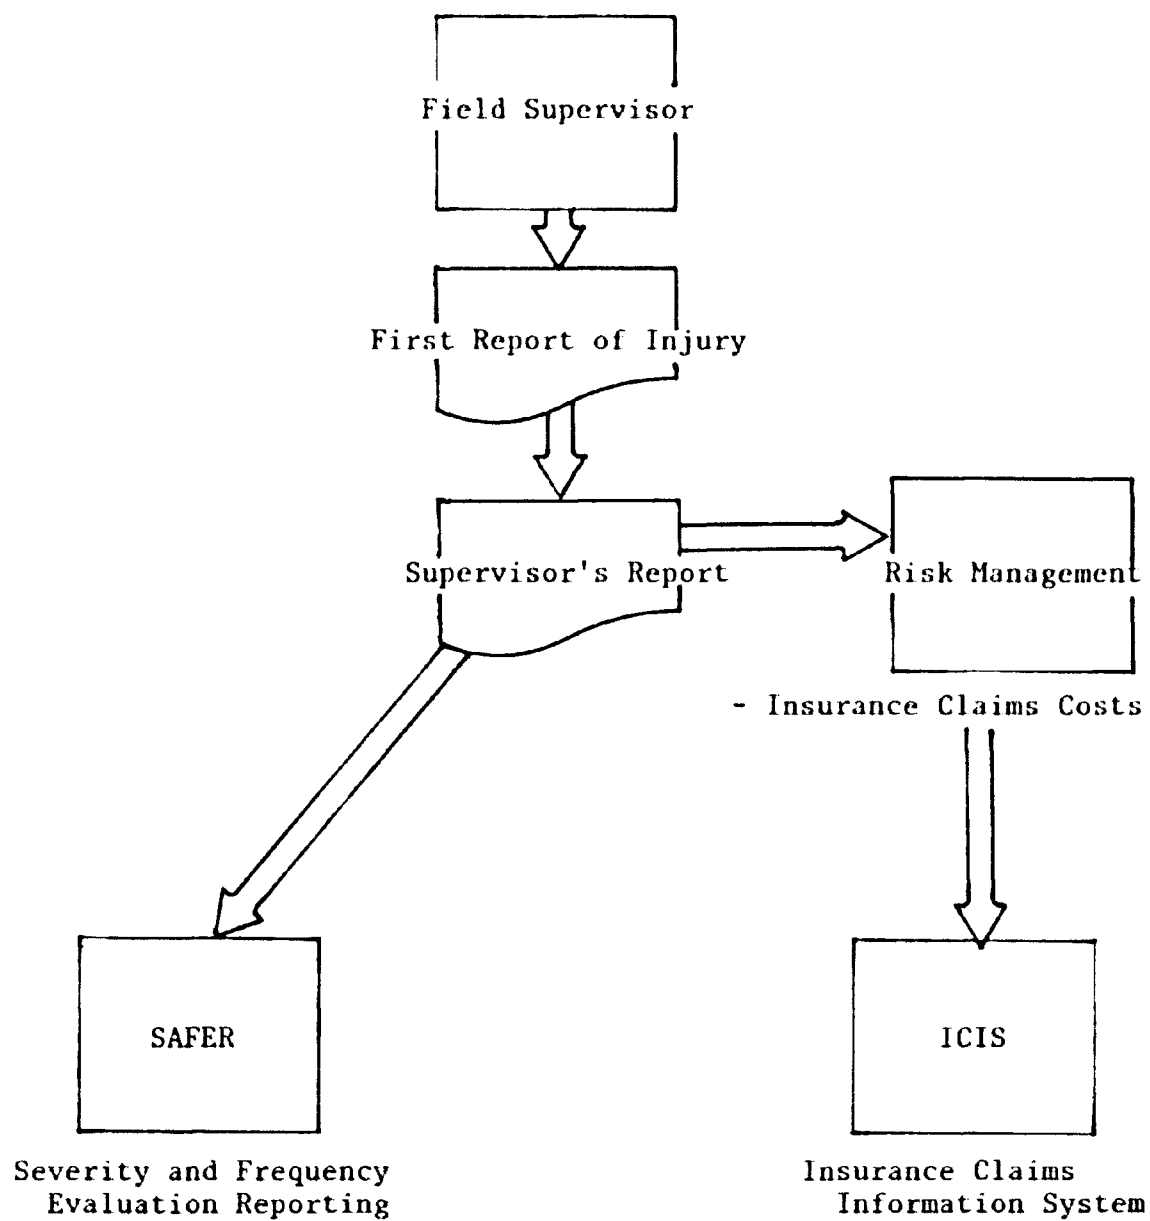 Field Supervisor
First Report of Injury
Supervisor's Report
Risk Management
- Insurance Claims Costs
SAFER
ICIS
Severity and Frequency
Evaluation Reporting
Insurance Claims
Information System